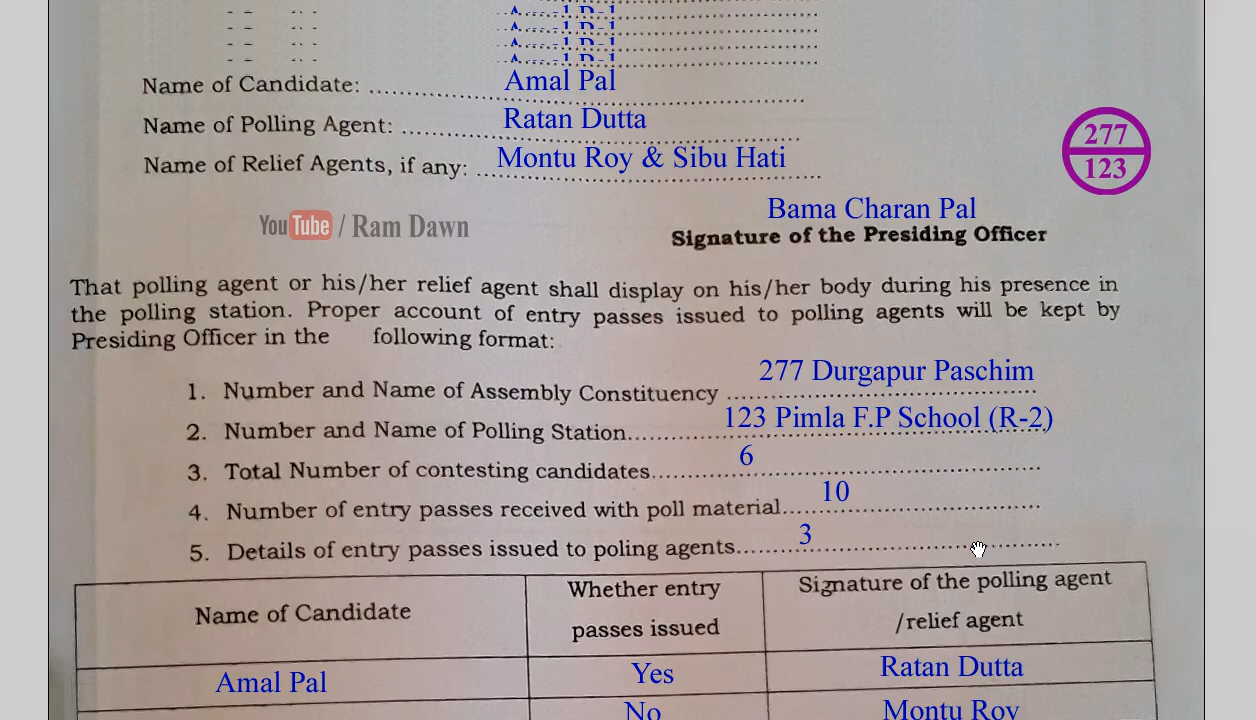 Name of Candidate: ........ Amal Pal
Name of Polling Agent: ........ Ratan Dutta
Name of Relief Agents, if any: ........ Montu Roy & Sibu Hati
277
123
YouTube / Ram Dawn
Bama Charan Pal
Signature of the Presiding Officer
That polling agent or his/her relief agent shall display on his/her body during his presence in
the polling station. Proper account of entry passes issued to polling agents will be kept by
Presiding Officer in the following format:
1. Number and Name of Assembly Constituency ........ 277 Durgapur Paschim
2. Number and Name of Polling Station........ 123 Pimla F.P School (R-2)
3. Total Number of contesting candidates........ 6
4. Number of entry passes received with poll material........ 10
5. Details of entry passes issued to poling agents........ 3
Name of Candidate
Whether entry
passes issued
Signature of the polling agent
/relief agent
Amal Pal Yes Ratan Dutta
No Montu Roy